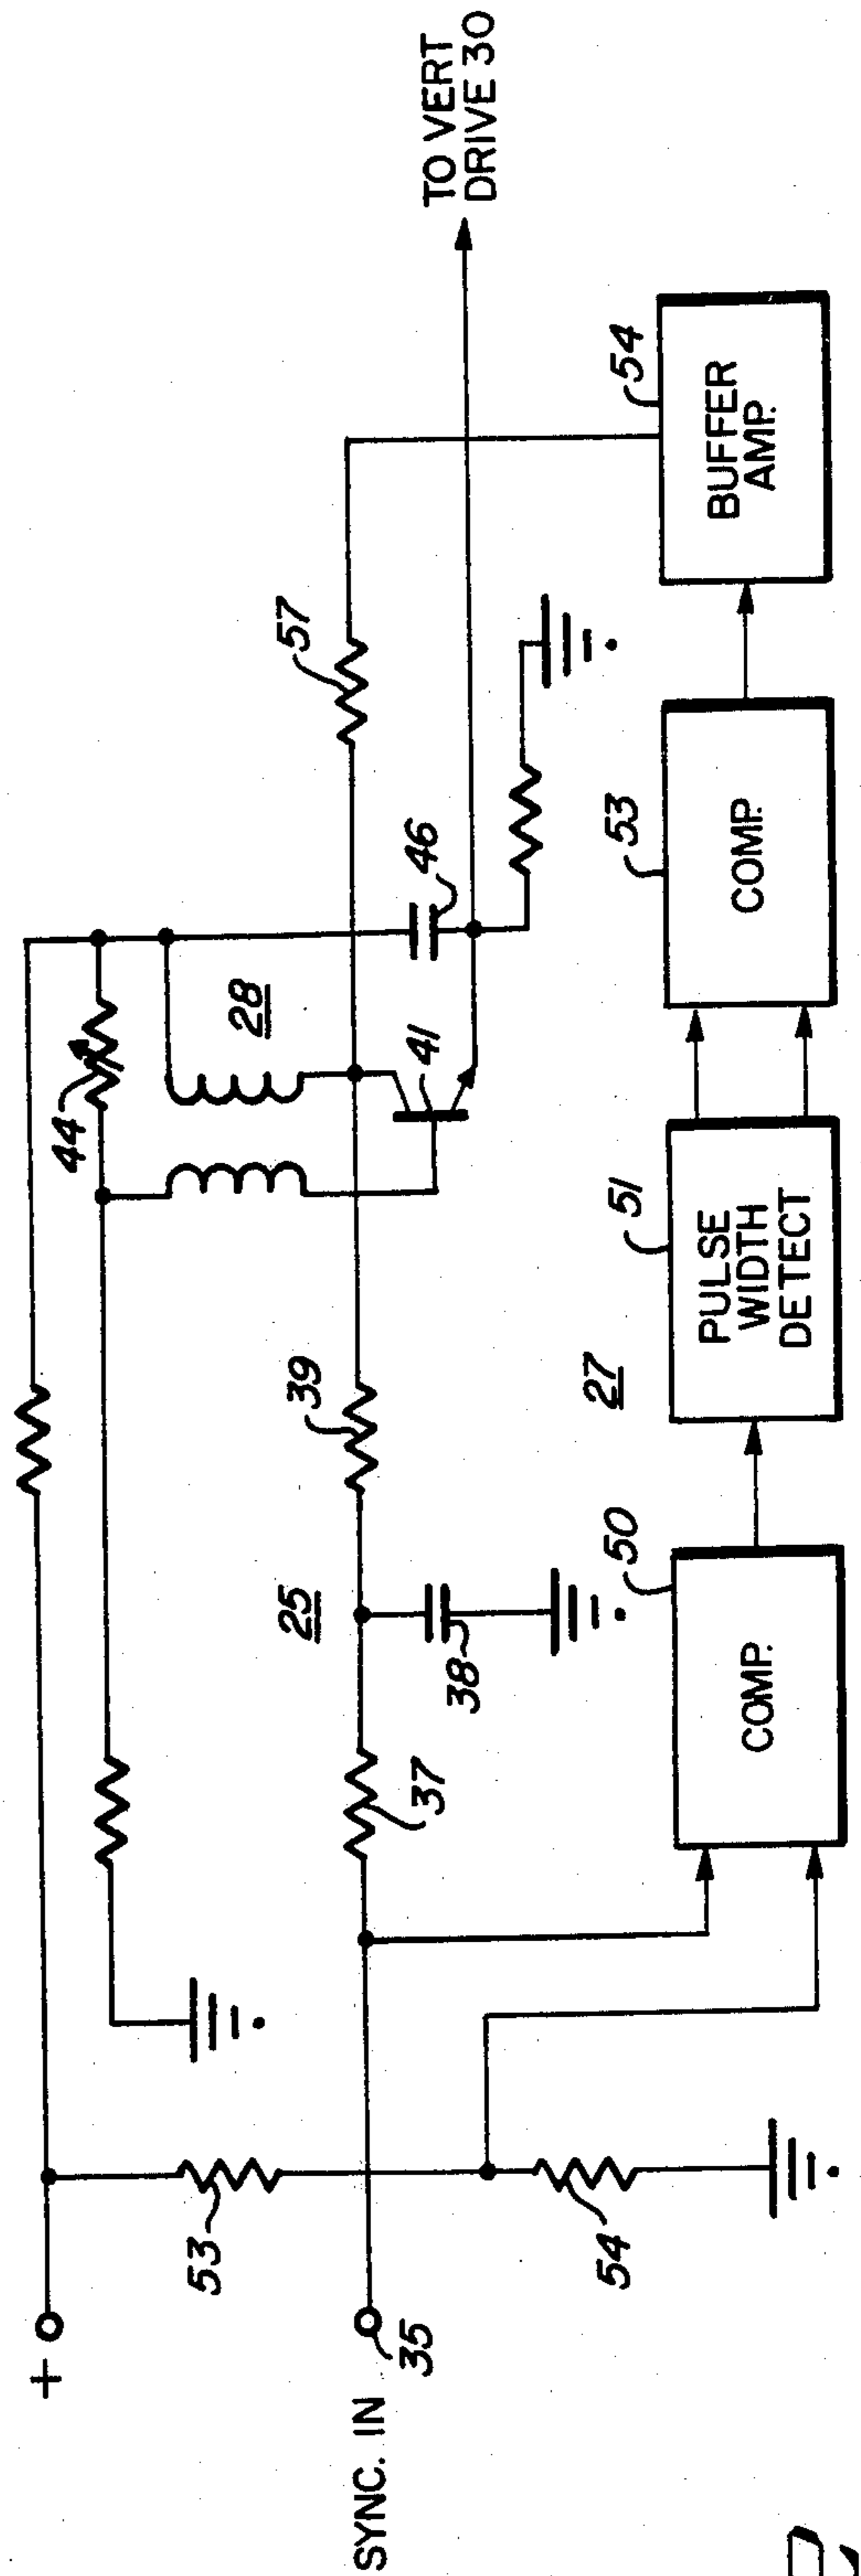 +
SYNC. IN
35
53
54
37
38
25
39
44
28
41
46
57
TO VERT
DRIVE 30
50
COMP.
27
51
PULSE
WIDTH
DETECT
53
COMP.
54
BUFFER
AMP.